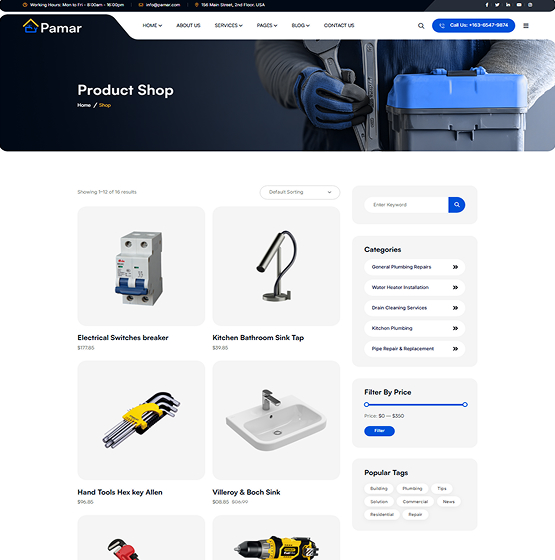 Working Hours: Mon to Fri - 8:00am - 16:00pm
info@pamar.com
156 Main Street, 2nd Floor, USA
Pamar
HOME
ABOUT US
SERVICES
PAGES
BLOG
CONTACT US
Call Us: +163-6547-9874
Product Shop
Home / Shop
Showing 1–12 of 16 results
Default Sorting
Electrical Switches breaker
$177.85
Kitchen Bathroom Sink Tap
$39.85
Hand Tools Hex key Allen
$96.85
Villeroy & Boch Sink
Enter Keyword
Categories
General Plumbing Repairs
Water Heater Installation
Drain Cleaning Services
Kitchen Plumbing
Pipe Repair & Replacement
Filter By Price
Price: $0 — $350
Filter
Popular Tags
Building
Plumbing
Tips
Solution
Commercial
News
Residential
Repair